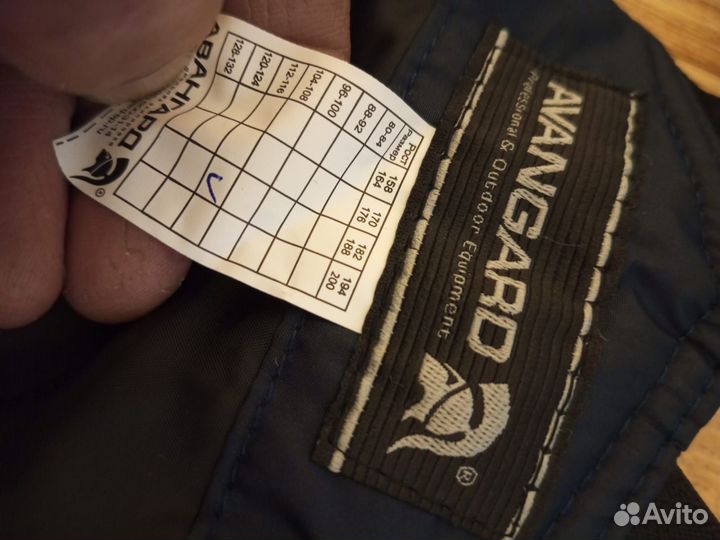 AVANGARD
Professional & Outdoor Equipment
®
АВАНГАРД
®
Рост 158 170 182 194
Размер 164 176 188 200
80-84
88-92
96-100
104-108
112-116
120-124
128-132
Avito